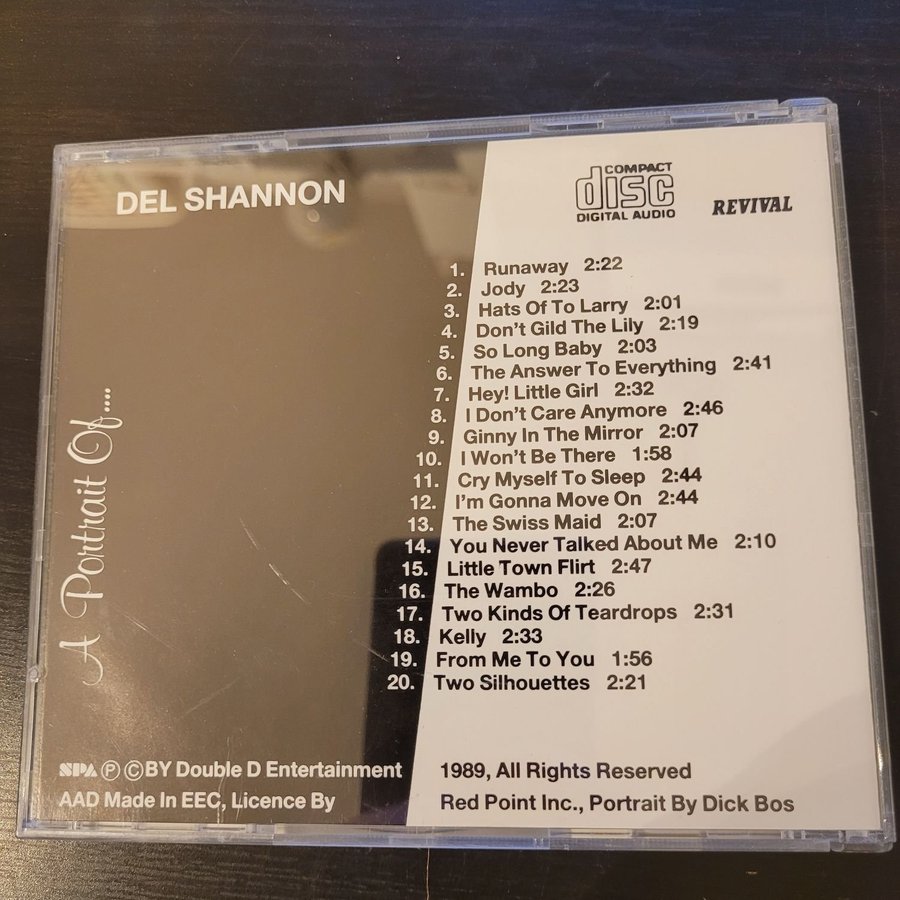 DEL SHANNON
COMPACT
disc
DIGITAL AUDIO
REVIVAL
A Portrait Of....
1. Runaway 2:22
2. Jody 2:23
3. Hats Of To Larry 2:01
4. Don't Gild The Lily 2:19
5. So Long Baby 2:03
6. The Answer To Everything 2:41
7. Hey! Little Girl 2:32
8. I Don't Care Anymore 2:46
9. Ginny In The Mirror 2:07
10. I Won't Be There 1:58
11. Cry Myself To Sleep 2:44
12. I'm Gonna Move On 2:44
13. The Swiss Maid 2:07
14. You Never Talked About Me 2:10
15. Little Town Flirt 2:47
16. The Wambo 2:26
17. Two Kinds Of Teardrops 2:31
18. Kelly 2:33
19. From Me To You 1:56
20. Two Silhouettes 2:21
SPA ⓅⒸBY Double D Entertainment 1989, All Rights Reserved
AAD Made In EEC, Licence By Red Point Inc., Portrait By Dick Bos